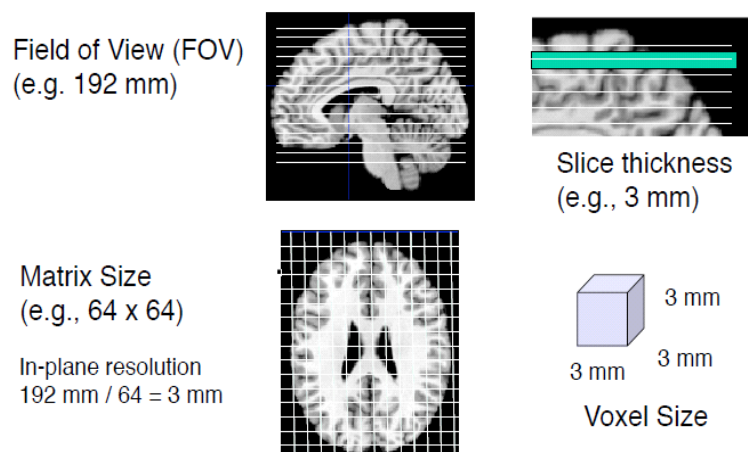 Field of View (FOV)
(e.g. 192 mm)
Slice thickness
(e.g., 3 mm)
Matrix Size
(e.g., 64 x 64)
In-plane resolution
192 mm / 64 = 3 mm
3 mm
3 mm
3 mm
Voxel Size